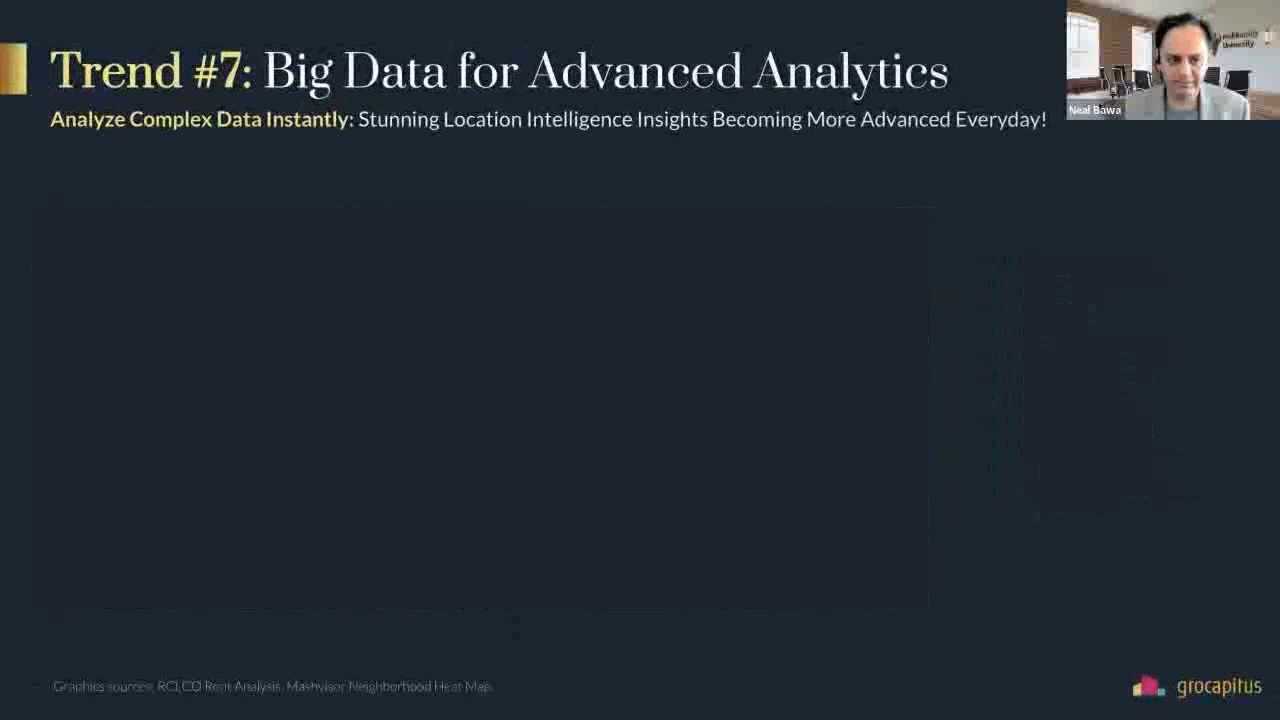 Trend #7: Big Data for Advanced Analytics
Analyze Complex Data Instantly: Stunning Location Intelligence Insights Becoming More Advanced Everyday!
Neal Bawa
University
Graphics sources: RCLCO Rent Analysis, Mashvisor Neighborhood Heat Map.
grocapitus